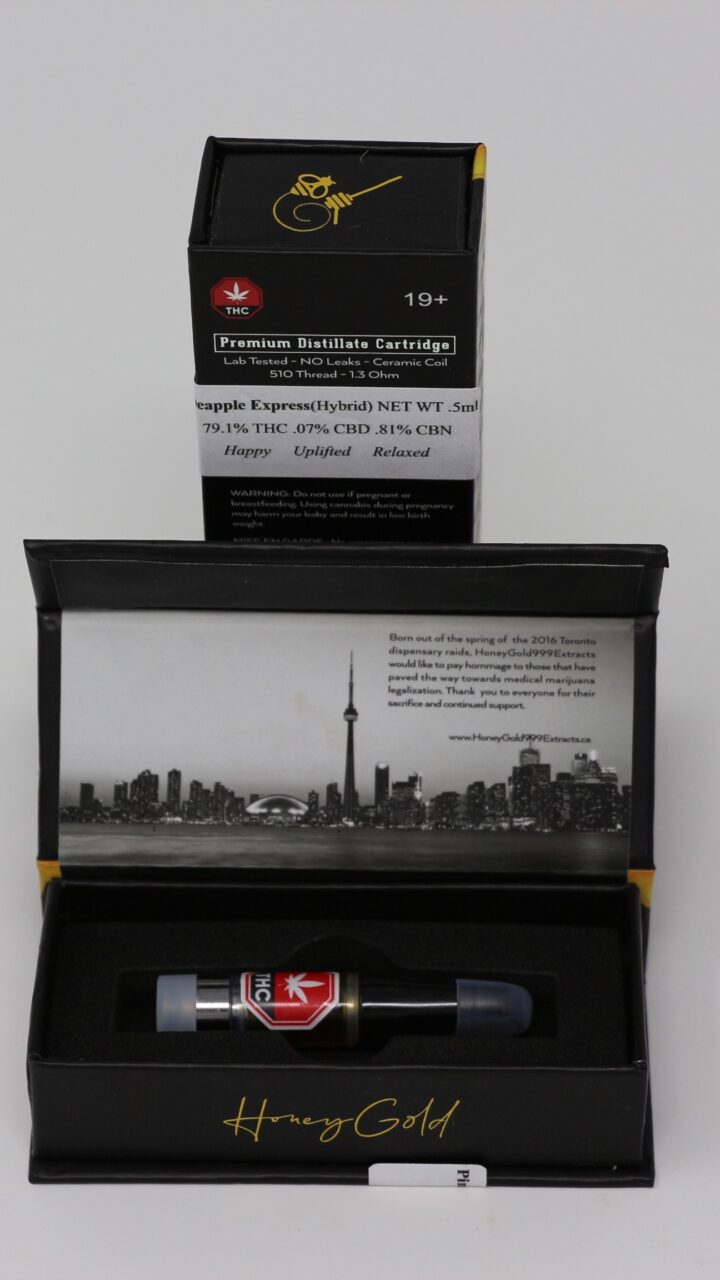 THC
19+
Premium Distillate Cartridge
Lab Tested - NO Leaks - Ceramic Coil
510 Thread - 1.3 Ohm
eapple Express(Hybrid) NET WT .5ml
79.1% THC .07% CBD .81% CBN
Happy Uplifted Relaxed
WARNING: Do not use if pregnant or
breastfeeding. Using cannabis during pregnancy
may harm your baby and result in low birth
weight.
MISE EN GARDE
Born out of the spring of the 2016 Toronto
dispensary raids, HoneyGold999Extracts
would like to pay hommage to those that have
paved the way towards medical marijuana
legalization. Thank you to everyone for their
sacrifice and continued support.
www.HoneyGold999Extracts.ca
THC
HoneyGold
Pin